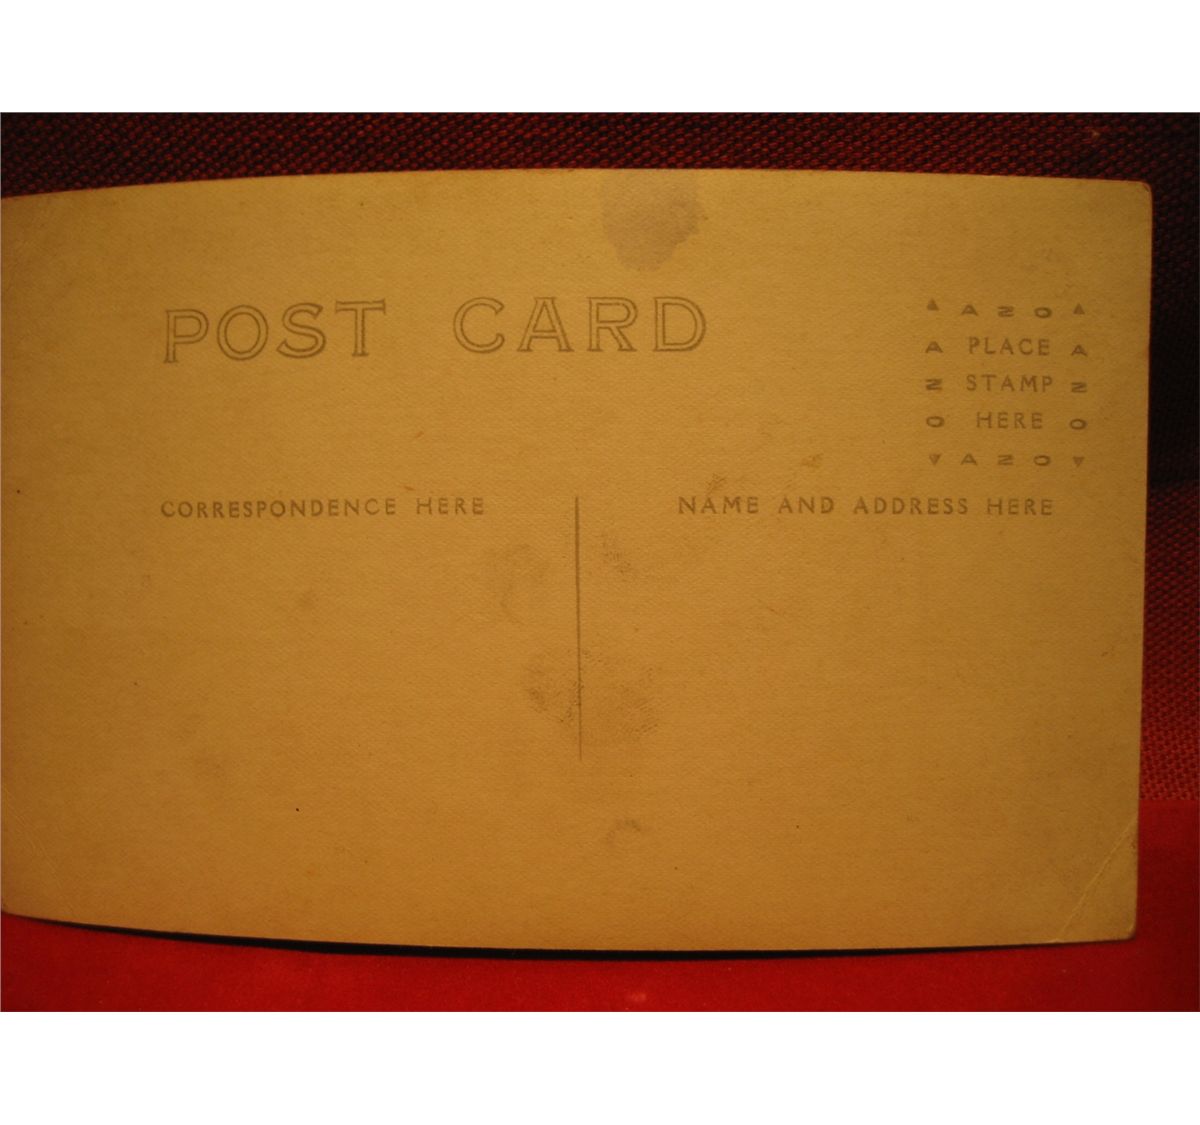 POST CARD
▲ AZO ▲
A PLACE A
Z STAMP Z
O HERE O
▼ AZO ▼
CORRESPONDENCE HERE
NAME AND ADDRESS HERE